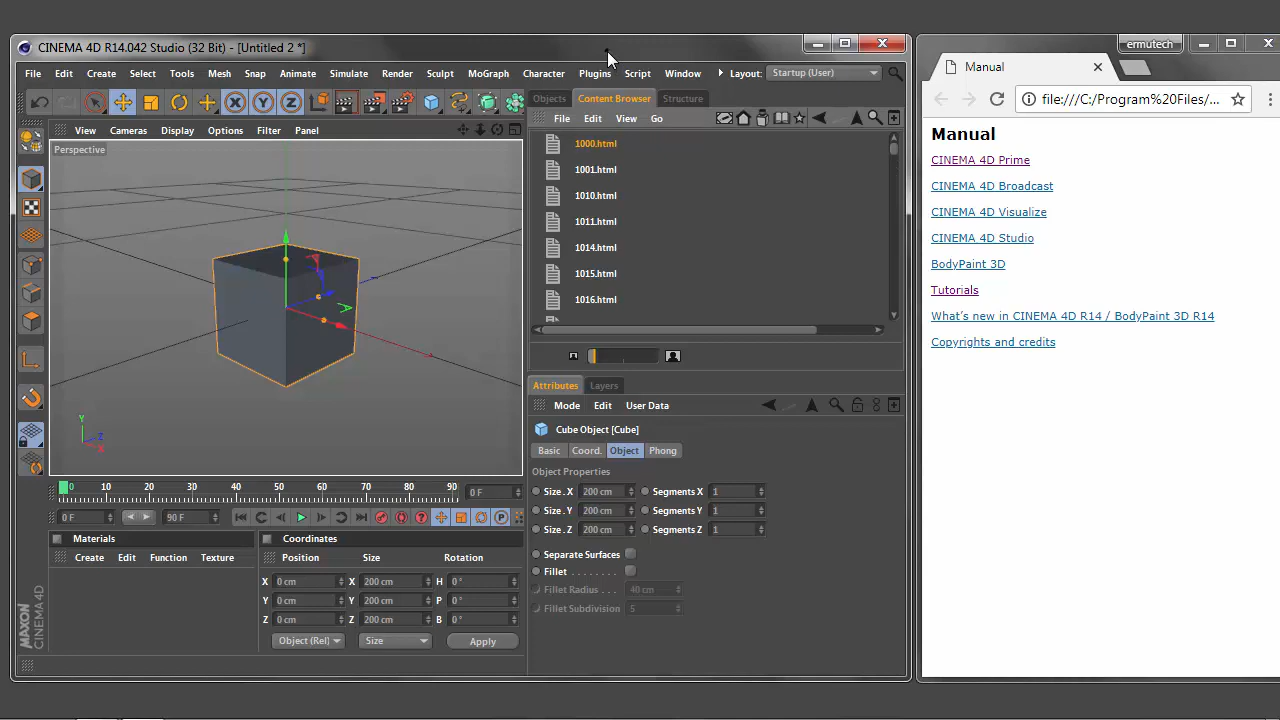 CINEMA 4D R14.042 Studio (32 Bit) - [Untitled 2 *]
File Edit Create Select Tools Mesh Snap Animate Simulate Render Sculpt MoGraph Character Plugins Script Window Layout: Startup (User)
Objects Content Browser Structure
View Cameras Display Options Filter Panel
File Edit View Go
Perspective
1000.html
1001.html
1010.html
1011.html
1014.html
1015.html
1016.html
Y
Z
X
Attributes Layers
Mode Edit User Data
Cube Object [Cube]
Basic Coord. Object Phong
Object Properties
Size . X 200 cm Segments X 1
Size . Y 200 cm Segments Y 1
Size . Z 200 cm Segments Z 1
Separate Surfaces
Fillet . . . . . . . .
Fillet Radius . . . 40 cm
Fillet Subdivision 5
0 10 20 30 40 50 60 70 80 90 0 F
0 F 90 F
Materials
Create Edit Function Texture
Coordinates
Position Size Rotation
X 0 cm X 200 cm H 0 °
Y 0 cm Y 200 cm P 0 °
Z 0 cm Z 200 cm B 0 °
Object (Rel) Size Apply
MAXON
CINEMA 4D
ermutech
Manual
file:///C:/Program%20Files/...
Manual
CINEMA 4D Prime
CINEMA 4D Broadcast
CINEMA 4D Visualize
CINEMA 4D Studio
BodyPaint 3D
Tutorials
What's new in CINEMA 4D R14 / BodyPaint 3D R14
Copyrights and credits